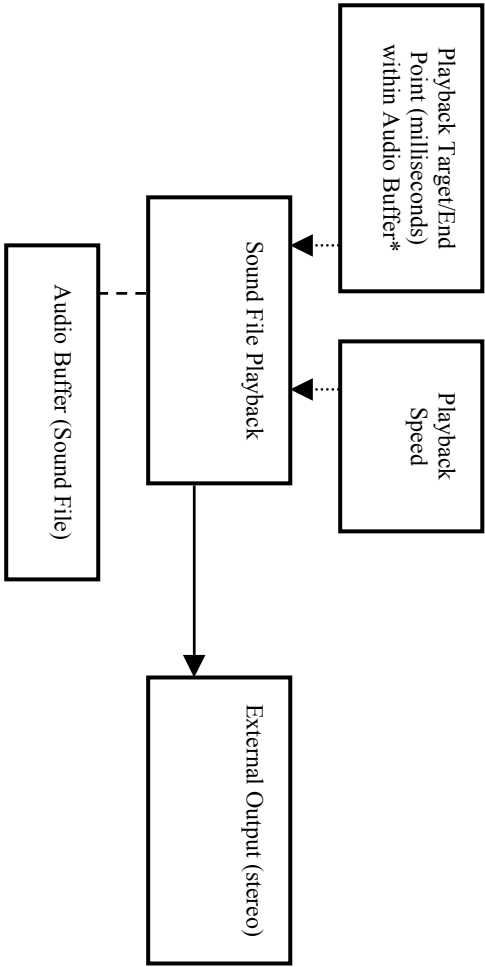 Playback Target/End
Point (milliseconds)
within Audio Buffer*
Playback
Speed
Sound File Playback
Audio Buffer (Sound File)
External Output (stereo)